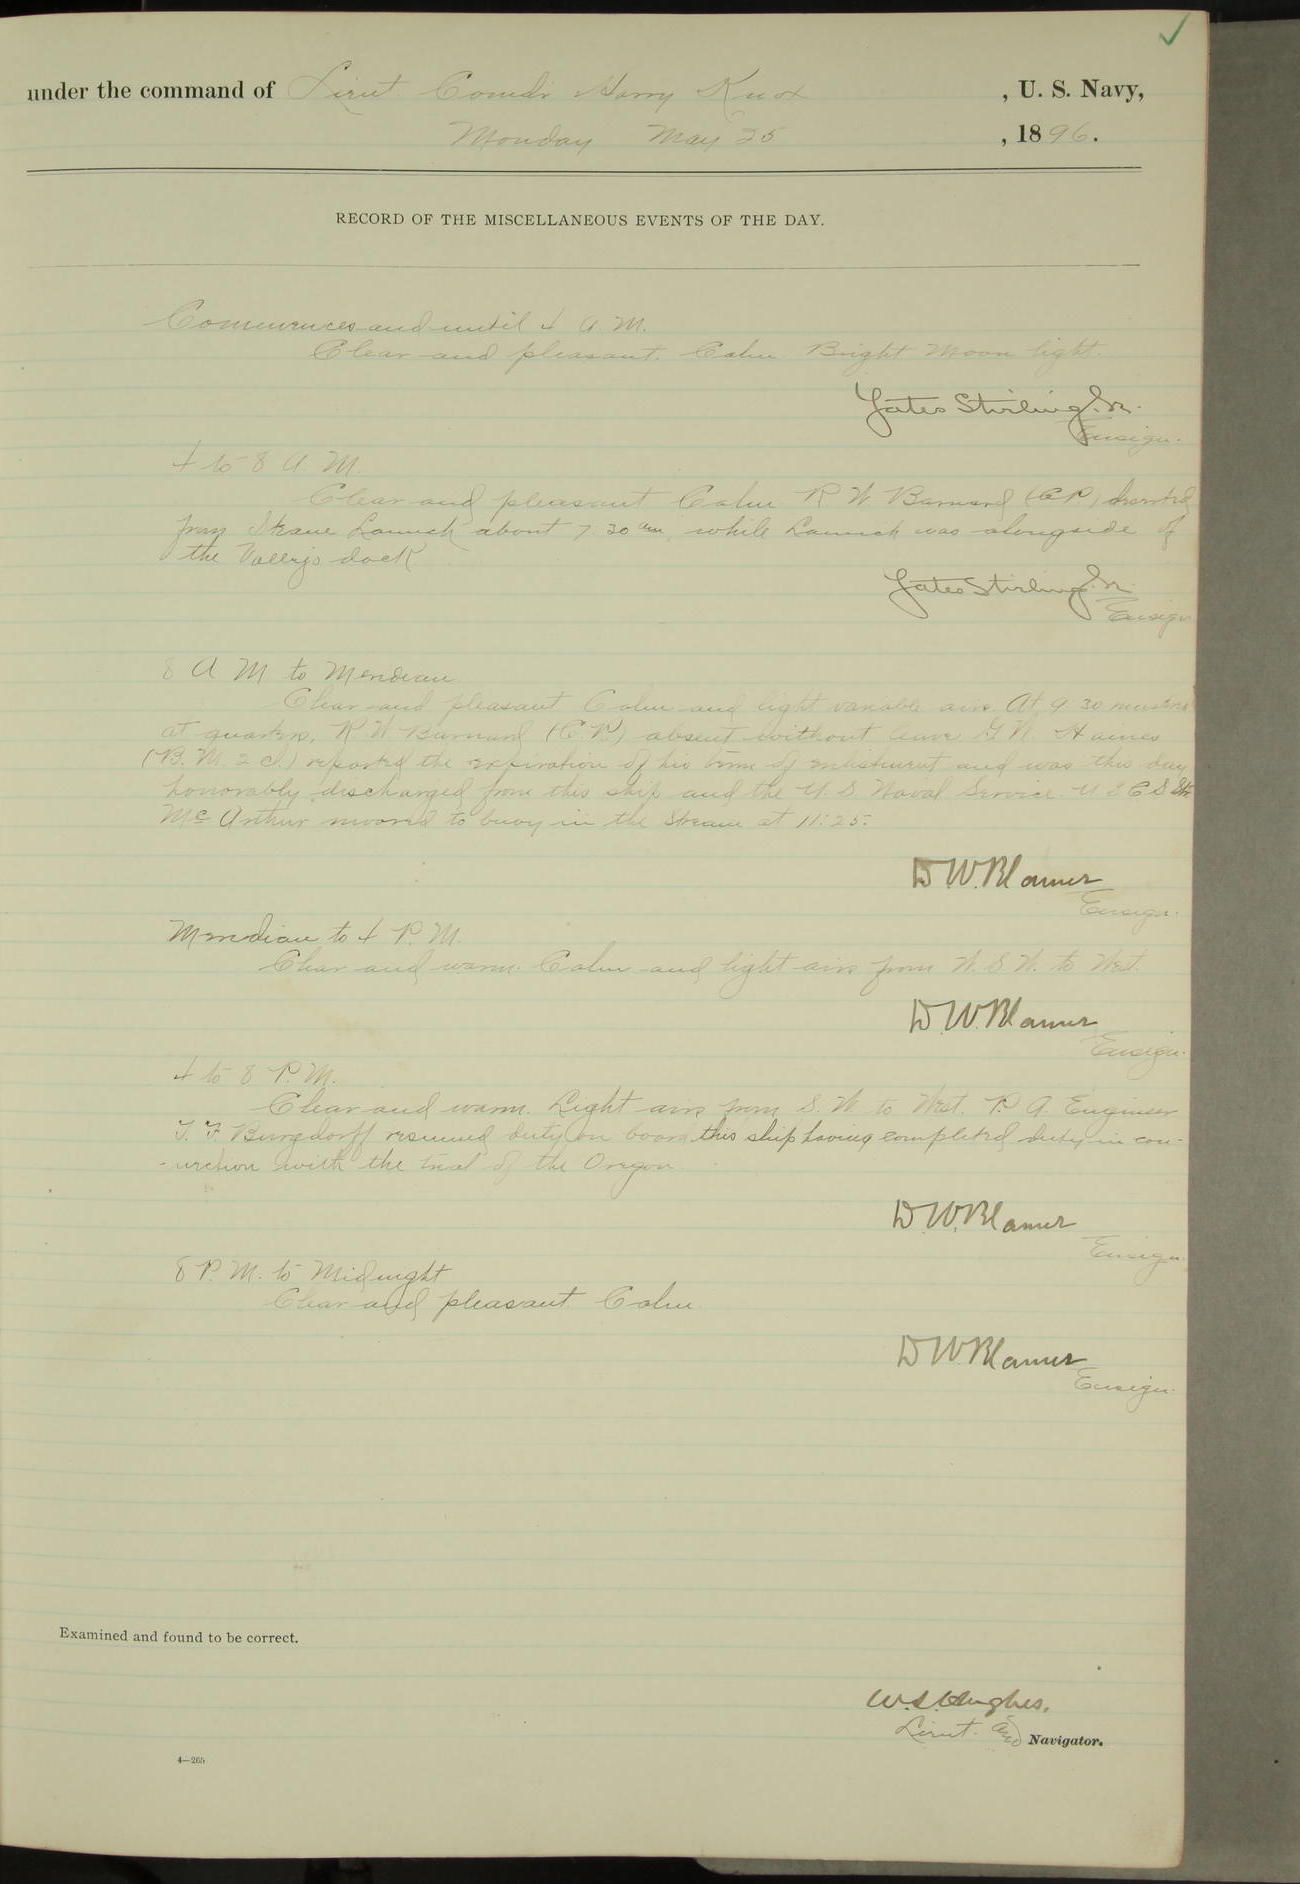 under the command of Lieut Comdr Harry Knox, U. S. Navy,
Monday May 25, 1896.
RECORD OF THE MISCELLANEOUS EVENTS OF THE DAY.
Commences and until 4 A. M.
Clear and pleasant. Calm Bright Moon light.
Yates Stirling Jr.
Ensign.
4 to 8 A. M.
Clear and pleasant Calm R. W. Barnard (C.P.) deserted
from Steam Launch about 7.30 am, while Launch was alongside of
the Vallejo dock
Yates Stirling Jr.
Ensign
8 A M to Meridian
Clear and pleasant Calm and light variable airs. At 9.30 mustered
at quarters, R. W. Barnard (C.P.) absent without leave G. W. Haines
(B. M. 2 cl.) reported the expiration of his term of enlistment and was this day
honorably discharged from this ship and the U. S. Naval Service. U S C S Str
Mc Arthur moored to buoy in the stream at 11:25.
D. W. Blamer
Ensign.
Meridian to 4 P. M.
Clear and warm. Calm and light airs from W. S. W. to West.
D. W. Blamer
Ensign.
4 to 8 P. M.
Clear and warm. Light airs from S. W to West. P. A. Engineer
T. F. Burgdorff resumed duty on board this ship having completed duty in con-
-nection with the trial of the Oregon
D. W. Blamer
Ensign
8 P. M. to Midnight
Clear and pleasant. Calm.
D W Blamer
Ensign.
Examined and found to be correct.
W. S. Hughes.
Lieut. and Navigator.
4—265